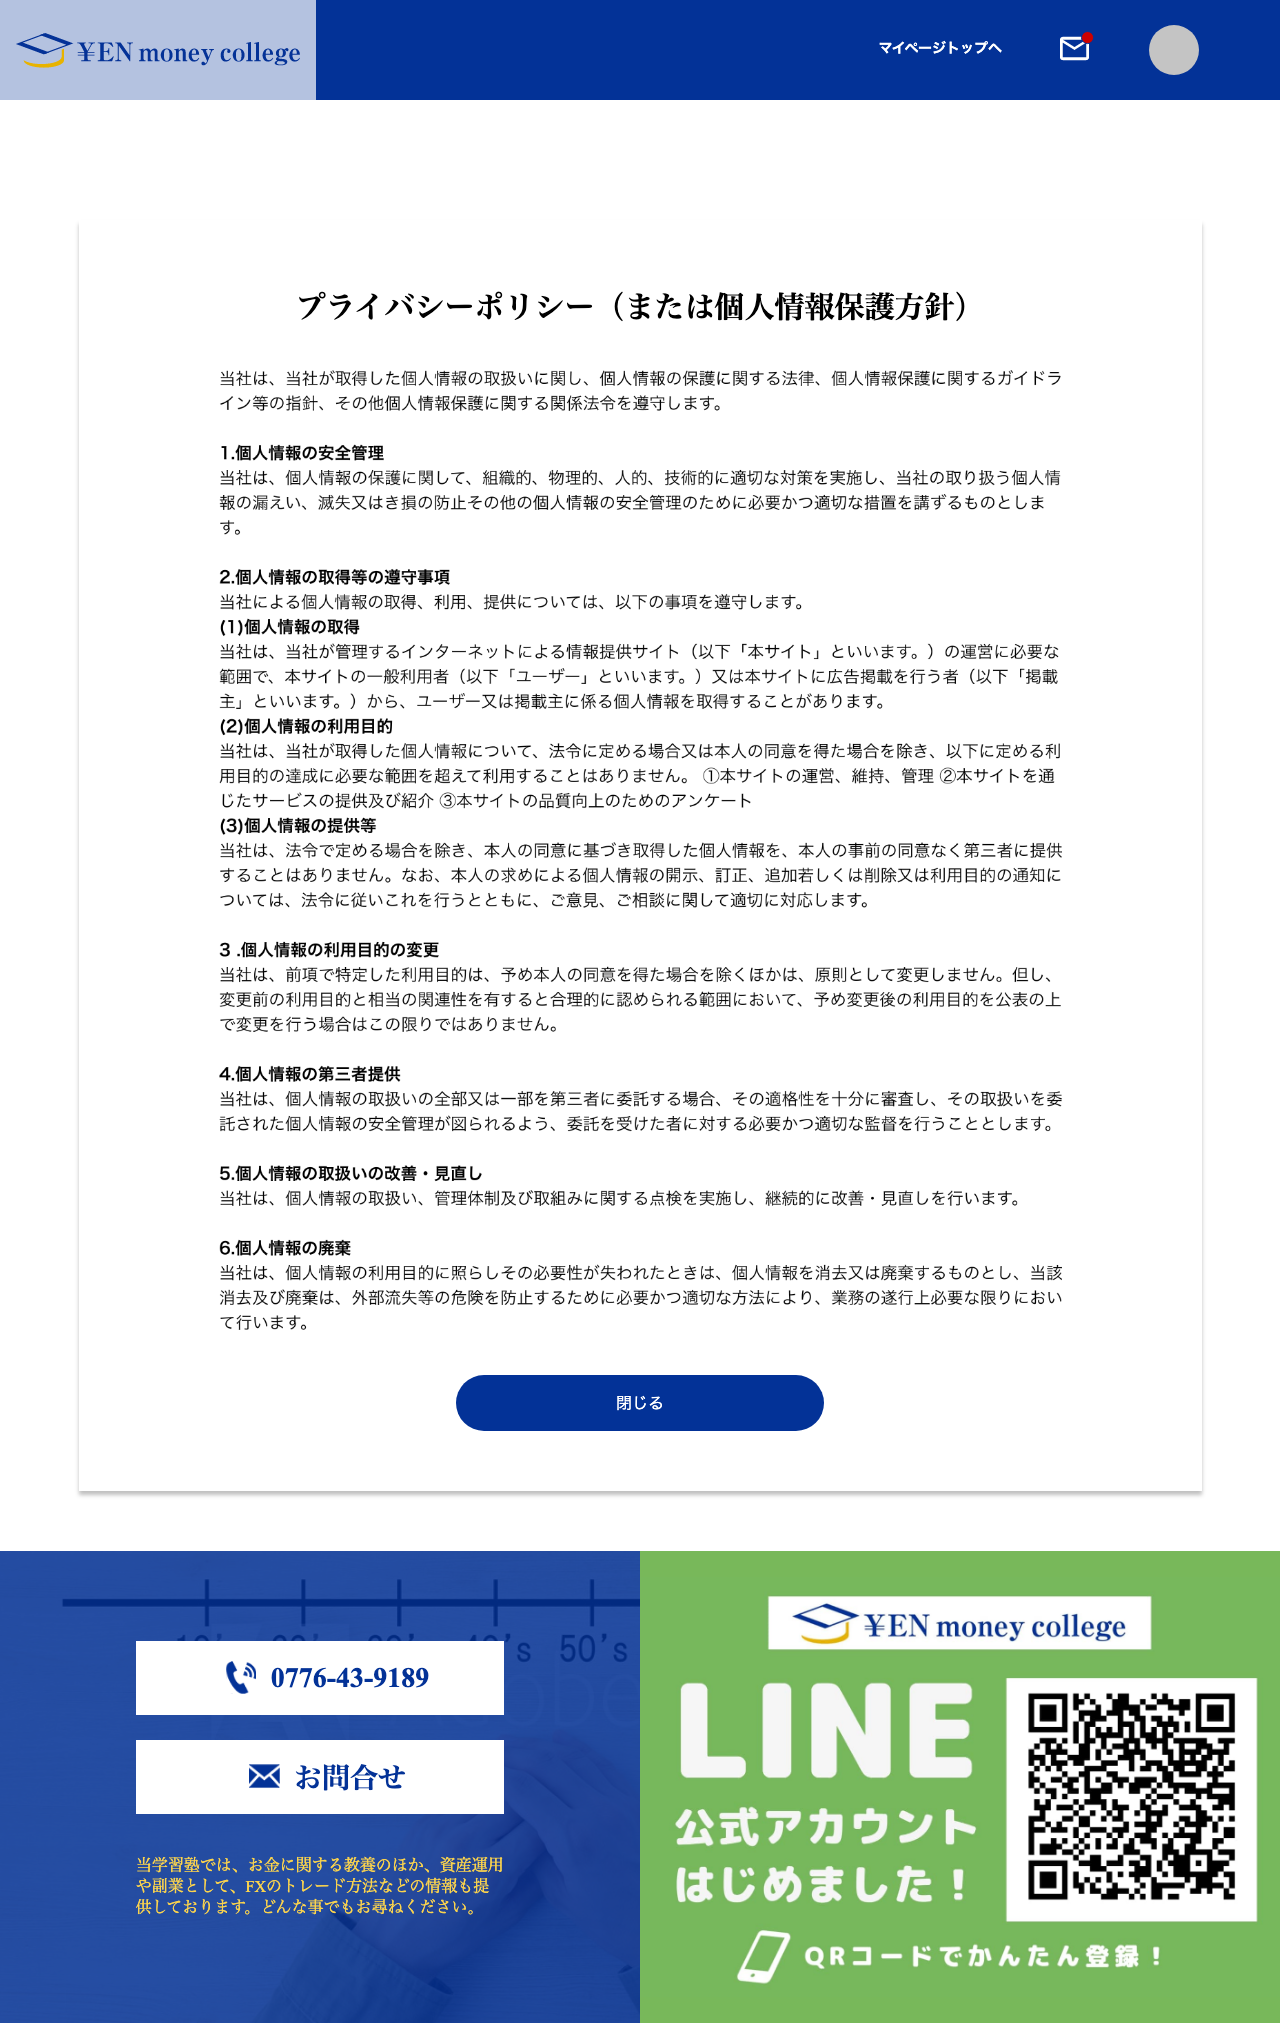 ¥EN money college
マイページトップへ
プライバシーポリシー（または個人情報保護方針）
当社は、当社が取得した個人情報の取扱いに関し、個人情報の保護に関する法律、個人情報保護に関するガイドラ
イン等の指針、その他個人情報保護に関する関係法令を遵守します。
1.個人情報の安全管理
当社は、個人情報の保護に関して、組織的、物理的、人的、技術的に適切な対策を実施し、当社の取り扱う個人情
報の漏えい、滅失又はき損の防止その他の個人情報の安全管理のために必要かつ適切な措置を講ずるものとしま
す。
2.個人情報の取得等の遵守事項
当社による個人情報の取得、利用、提供については、以下の事項を遵守します。
(1)個人情報の取得
当社は、当社が管理するインターネットによる情報提供サイト（以下「本サイト」といいます。）の運営に必要な
範囲で、本サイトの一般利用者（以下「ユーザー」といいます。）又は本サイトに広告掲載を行う者（以下「掲載
主」といいます。）から、ユーザー又は掲載主に係る個人情報を取得することがあります。
(2)個人情報の利用目的
当社は、当社が取得した個人情報について、法令に定める場合又は本人の同意を得た場合を除き、以下に定める利
用目的の達成に必要な範囲を超えて利用することはありません。 ①本サイトの運営、維持、管理 ②本サイトを通
じたサービスの提供及び紹介 ③本サイトの品質向上のためのアンケート
(3)個人情報の提供等
当社は、法令で定める場合を除き、本人の同意に基づき取得した個人情報を、本人の事前の同意なく第三者に提供
することはありません。なお、本人の求めによる個人情報の開示、訂正、追加若しくは削除又は利用目的の通知に
ついては、法令に従いこれを行うとともに、ご意見、ご相談に関して適切に対応します。
3 .個人情報の利用目的の変更
当社は、前項で特定した利用目的は、予め本人の同意を得た場合を除くほかは、原則として変更しません。但し、
変更前の利用目的と相当の関連性を有すると合理的に認められる範囲において、予め変更後の利用目的を公表の上
で変更を行う場合はこの限りではありません。
4.個人情報の第三者提供
当社は、個人情報の取扱いの全部又は一部を第三者に委託する場合、その適格性を十分に審査し、その取扱いを委
託された個人情報の安全管理が図られるよう、委託を受けた者に対する必要かつ適切な監督を行うこととします。
5.個人情報の取扱いの改善・見直し
当社は、個人情報の取扱い、管理体制及び取組みに関する点検を実施し、継続的に改善・見直しを行います。
6.個人情報の廃棄
当社は、個人情報の利用目的に照らしその必要性が失われたときは、個人情報を消去又は廃棄するものとし、当該
消去及び廃棄は、外部流失等の危険を防止するために必要かつ適切な方法により、業務の遂行上必要な限りにおい
て行います。
閉じる
50's
0776-43-9189
お問合せ
当学習塾では、お金に関する教養のほか、資産運用
や副業として、FXのトレード方法などの情報も提
供しております。どんな事でもお尋ねください。
¥EN money college
LINE
公式アカウント
はじめました！
QRコードでかんたん登録！